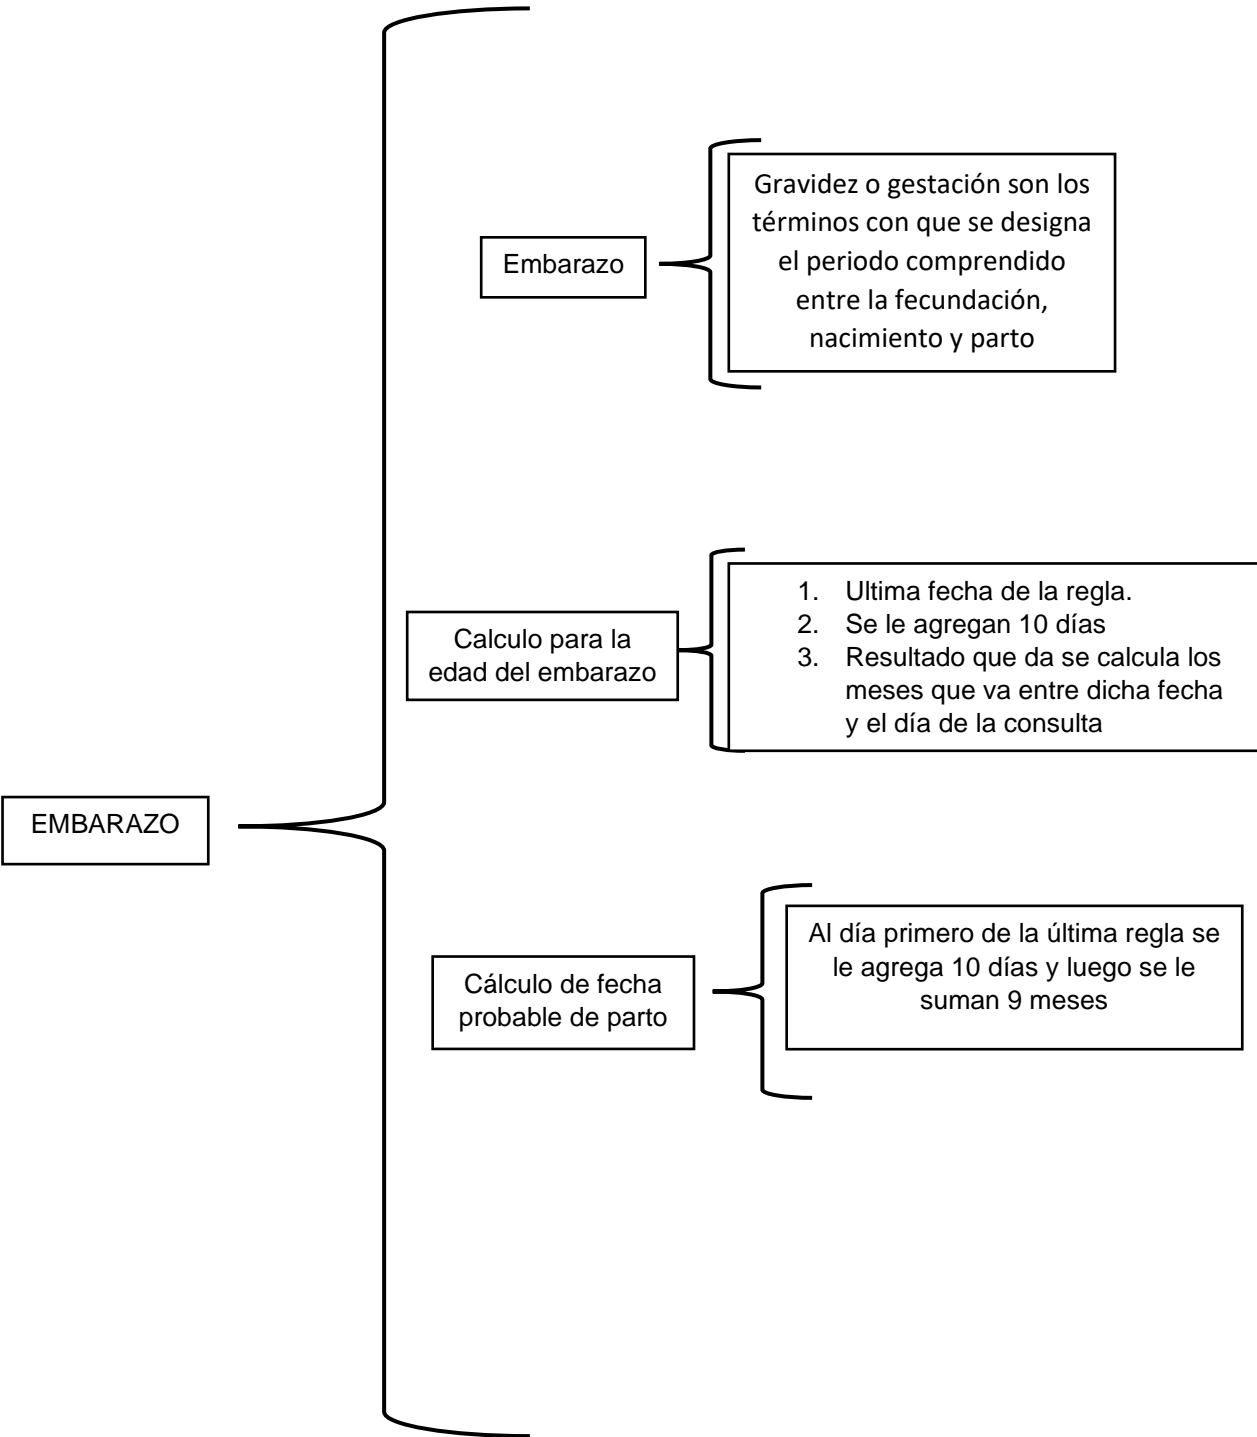 Embarazo
Gravidez o gestación son los
términos con que se designa
el periodo comprendido
entre la fecundación,
nacimiento y parto
Calculo para la
edad del embarazo
1. Ultima fecha de la regla.
2. Se le agregan 10 días
3. Resultado que da se calcula los
meses que va entre dicha fecha
y el día de la consulta
EMBARAZO
Cálculo de fecha
probable de parto
Al día primero de la última regla se
le agrega 10 días y luego se le
suman 9 meses